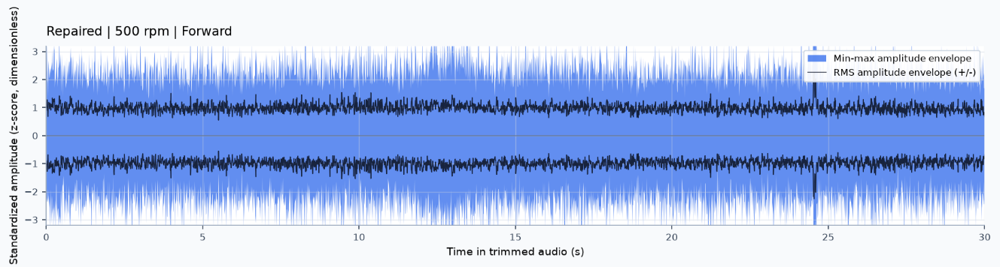 Repaired | 500 rpm | Forward
Standardized amplitude (z-score, dimensionless)
3
2
1
0
−1
−2
−3
Min-max amplitude envelope
RMS amplitude envelope (+/-)
0 5 10 15 20 25 30
Time in trimmed audio (s)